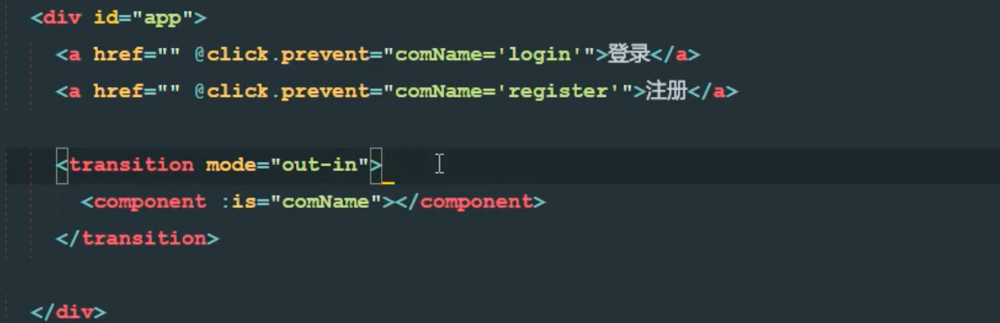 <div id="app">
<a href="" @click.prevent="comName='login'">登录</a>
<a href="" @click.prevent="comName='register'">注册</a>
<transition mode="out-in">
<component :is="comName"></component>
</transition>
</div>